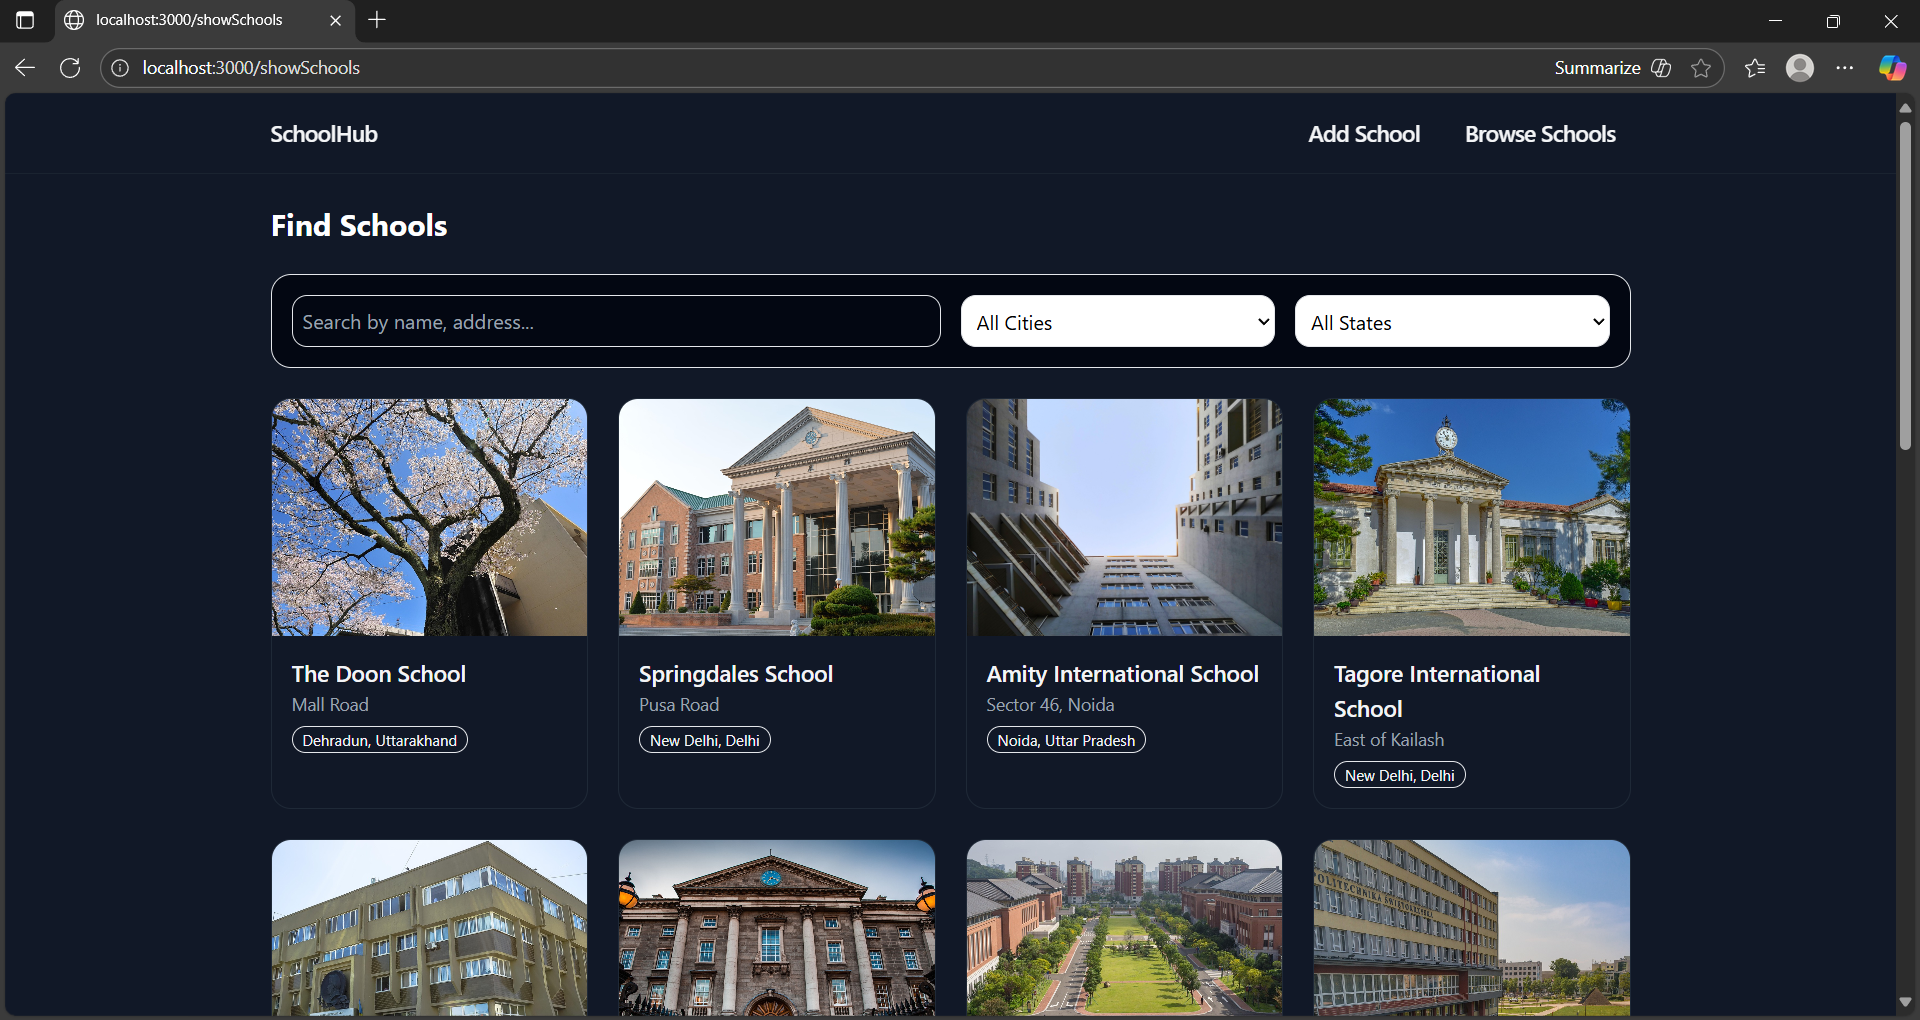 localhost:3000/showSchools
localhost:3000/showSchools
Summarize
SchoolHub
Add School
Browse Schools
Find Schools
Search by name, address...
All Cities
All States
The Doon School
Mall Road
Dehradun, Uttarakhand
Springdales School
Pusa Road
New Delhi, Delhi
Amity International School
Sector 46, Noida
Noida, Uttar Pradesh
Tagore International
School
East of Kailash
New Delhi, Delhi